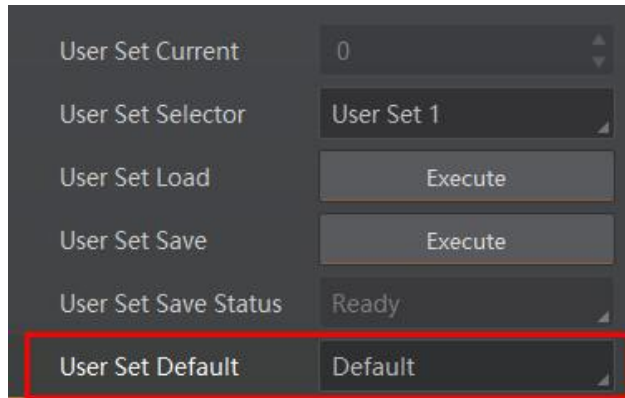 User Set Current 0
User Set Selector User Set 1
User Set Load Execute
User Set Save Execute
User Set Save Status Ready
User Set Default Default